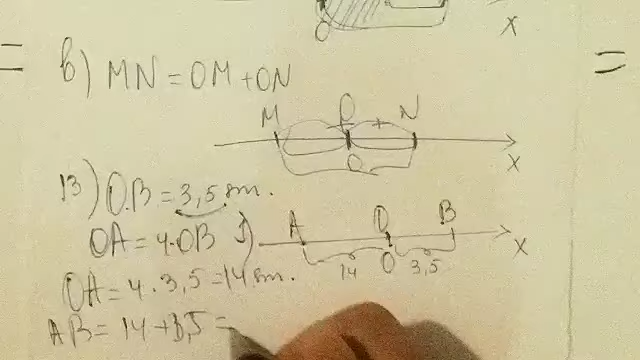 O X
b) MN = OM + ON
M O N
X
13) OB = 3,5 sm.
OA = 4·OB
1) A O B
14 O 3,5 X
OA = 4 · 3,5 = 14 sm.
AB = 14 + 3,5 =